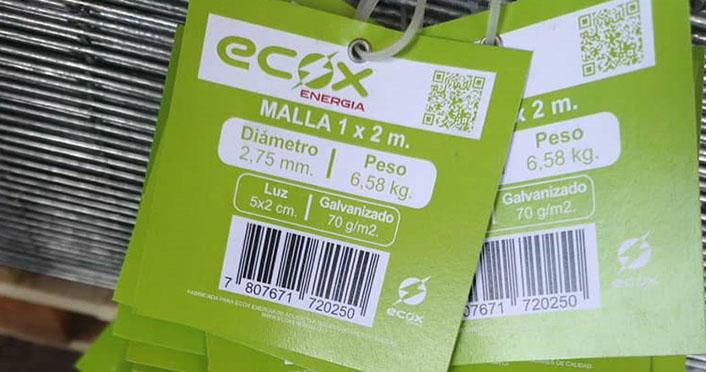 ecox
ENERGIA
MALLA 1 x 2 m.
Diámetro
2,75 mm.
Peso
6,58 kg.
Luz
5x2 cm.
Galvanizado
70 g/m2.
7 807671 720250
ecox
x 2 m.
Peso
6,58 kg.
Galvanizado
70 g/m2.
807671 720250
ecox